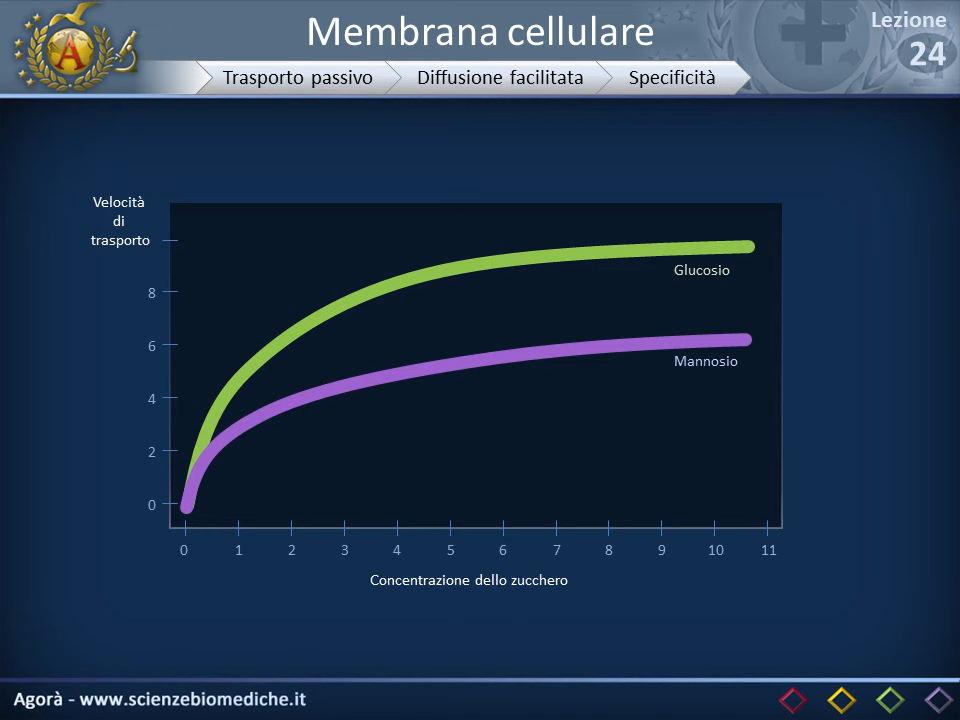 Membrana cellulare
Lezione
24
Trasporto passivo
Diffusione facilitata
Specificità
Velocità
di
trasporto
8
6
4
2
0
Glucosio
Mannosio
0 1 2 3 4 5 6 7 8 9 10 11
Concentrazione dello zucchero
Agorà - www.scienzebiomediche.it